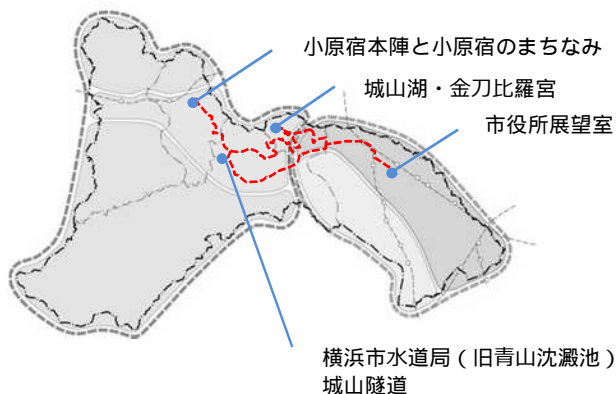 小原宿本陣と小原宿のまちなみ
城山湖・金刀比羅宮
市役所展望室
横浜市水道局（旧青山沈澱池）
城山隧道